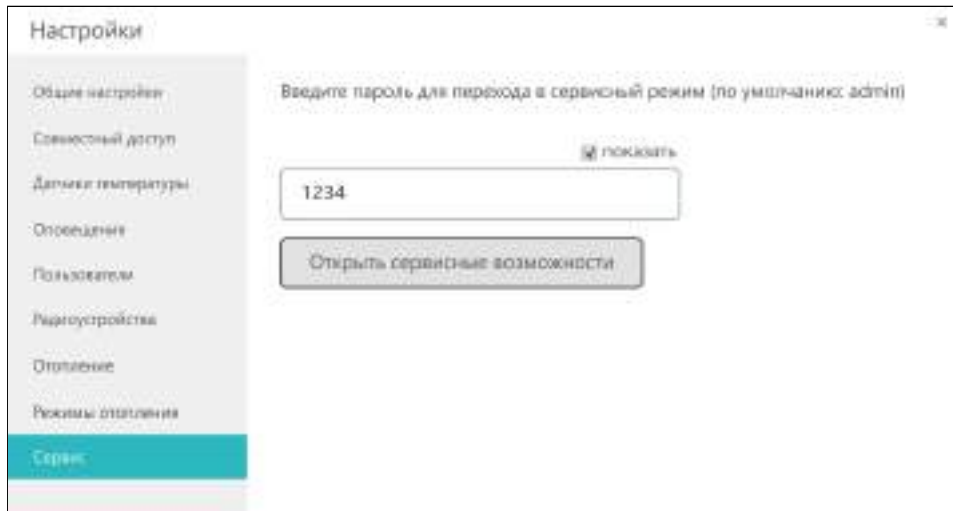 Настройки
Общие настройки
Совместный доступ
Датчики температуры
Оповещения
Пользователи
Радиоустройства
Отопление
Режимы отопления
Сервис
Введите пароль для перехода в сервисный режим (по умолчанию: admin)
показать
1234
Открыть сервисные возможности